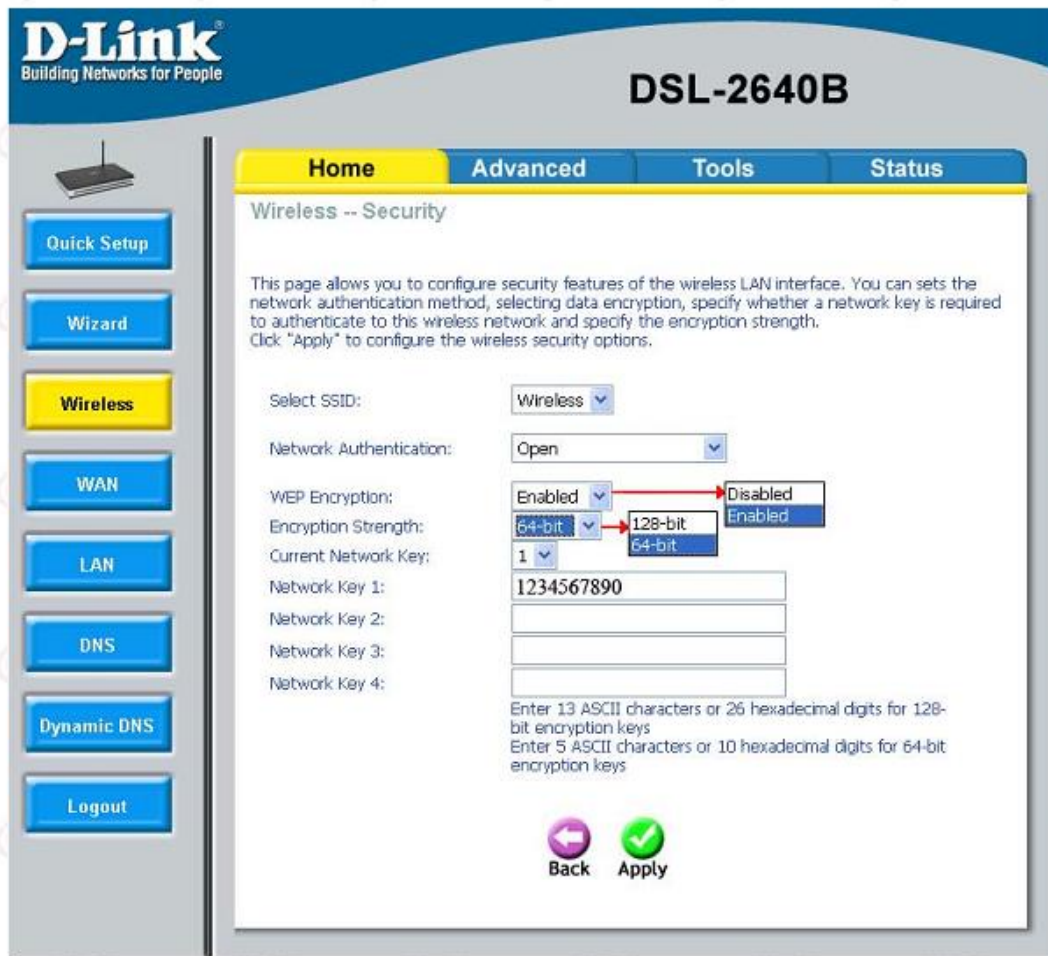 D-Link
Building Networks for People
DSL-2640B
Home Advanced Tools Status
Quick Setup
Wizard
Wireless
WAN
LAN
DNS
Dynamic DNS
Logout
Wireless -- Security
This page allows you to configure security features of the wireless LAN interface. You can sets the
network authentication method, selecting data encryption, specify whether a network key is required
to authenticate to this wireless network and specify the encryption strength.
Click "Apply" to configure the wireless security options.
Select SSID: Wireless
Network Authentication: Open
WEP Encryption: Enabled Disabled
Enabled
Encryption Strength: 64-bit 128-bit
64-bit
Current Network Key: 1
Network Key 1: 1234567890
Network Key 2:
Network Key 3:
Network Key 4:
Enter 13 ASCII characters or 26 hexadecimal digits for 128-
bit encryption keys
Enter 5 ASCII characters or 10 hexadecimal digits for 64-bit
encryption keys
Back Apply